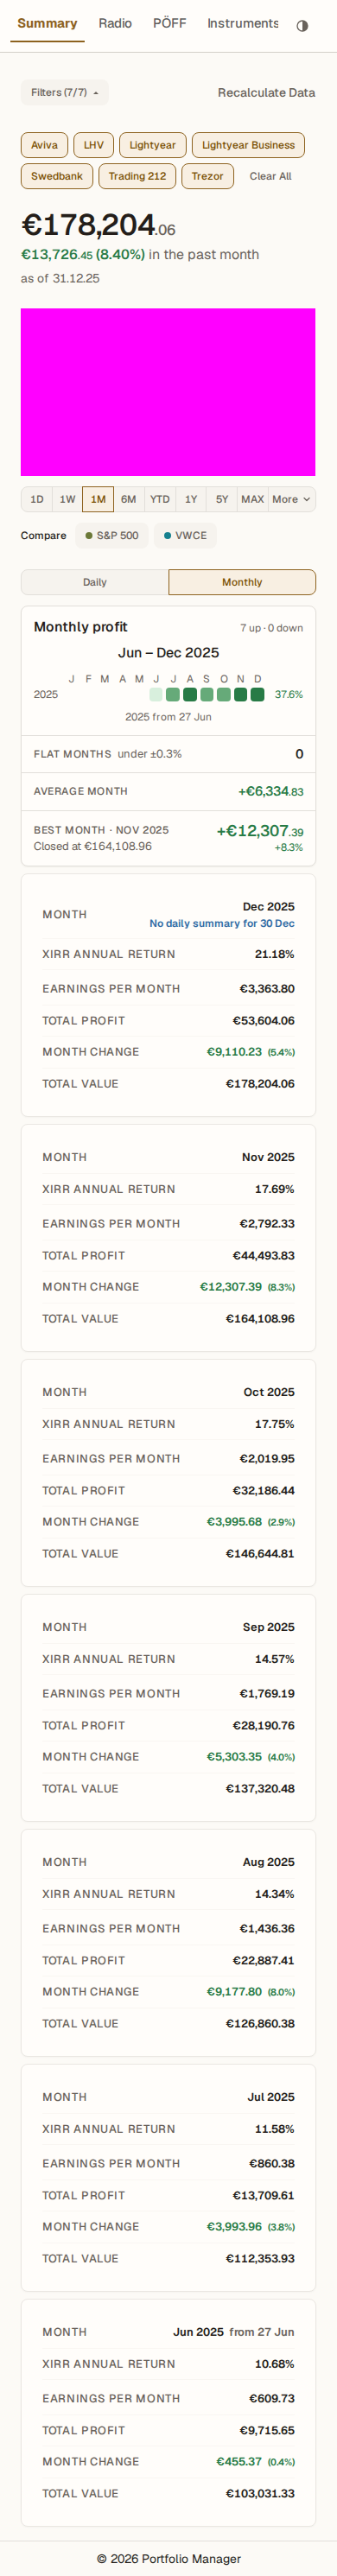 Summary Radio PÖFF Instruments
Filters (7/7) Recalculate Data
Aviva LHV Lightyear Lightyear Business
Swedbank Trading 212 Trezor Clear All
€178,204.06
€13,726.45 (8.40%) in the past month
as of 31.12.25
1D 1W 1M 6M YTD 1Y 5Y MAX More
Compare S&P 500 VWCE
Daily Monthly
Monthly profit 7 up · 0 down
Jun – Dec 2025
J F M A M J J A S O N D
2025 37.6%
2025 from 27 Jun
FLAT MONTHS under ±0.3% 0
AVERAGE MONTH +€6,334.83
BEST MONTH · NOV 2025 +€12,307.39
Closed at €164,108.96 +8.3%
MONTH Dec 2025
No daily summary for 30 Dec
XIRR ANNUAL RETURN 21.18%
EARNINGS PER MONTH €3,363.80
TOTAL PROFIT €53,604.06
MONTH CHANGE €9,110.23 (5.4%)
TOTAL VALUE €178,204.06
MONTH Nov 2025
XIRR ANNUAL RETURN 17.69%
EARNINGS PER MONTH €2,792.33
TOTAL PROFIT €44,493.83
MONTH CHANGE €12,307.39 (8.3%)
TOTAL VALUE €164,108.96
MONTH Oct 2025
XIRR ANNUAL RETURN 17.75%
EARNINGS PER MONTH €2,019.95
TOTAL PROFIT €32,186.44
MONTH CHANGE €3,995.68 (2.9%)
TOTAL VALUE €146,644.81
MONTH Sep 2025
XIRR ANNUAL RETURN 14.57%
EARNINGS PER MONTH €1,769.19
TOTAL PROFIT €28,190.76
MONTH CHANGE €5,303.35 (4.0%)
TOTAL VALUE €137,320.48
MONTH Aug 2025
XIRR ANNUAL RETURN 14.34%
EARNINGS PER MONTH €1,436.36
TOTAL PROFIT €22,887.41
MONTH CHANGE €9,177.80 (8.0%)
TOTAL VALUE €126,860.38
MONTH Jul 2025
XIRR ANNUAL RETURN 11.58%
EARNINGS PER MONTH €860.38
TOTAL PROFIT €13,709.61
MONTH CHANGE €3,993.96 (3.8%)
TOTAL VALUE €112,353.93
MONTH Jun 2025 from 27 Jun
XIRR ANNUAL RETURN 10.68%
EARNINGS PER MONTH €609.73
TOTAL PROFIT €9,715.65
MONTH CHANGE €455.37 (0.4%)
TOTAL VALUE €103,031.33
© 2026 Portfolio Manager